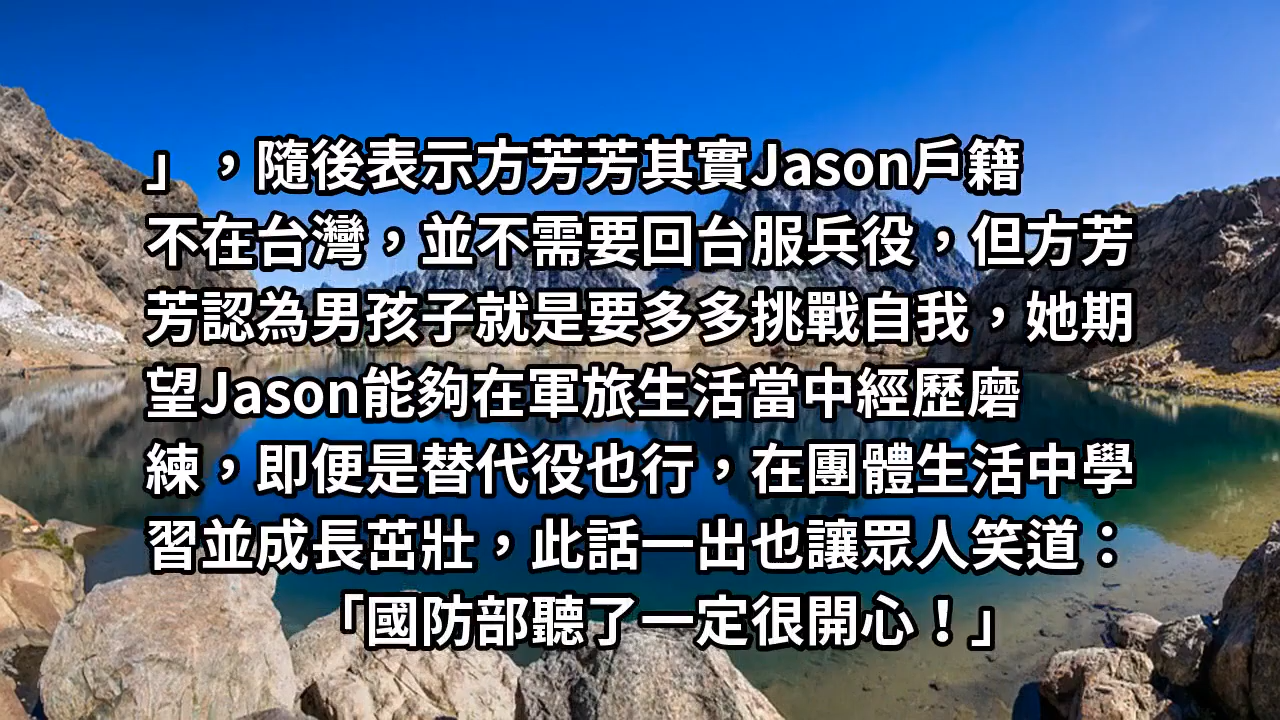 」，隨後表示方芳芳其實Jason戶籍
不在台灣，並不需要回台服兵役，但方芳
芳認為男孩子就是要多多挑戰自我，她期
望Jason能夠在軍旅生活當中經歷磨
練，即便是替代役也行，在團體生活中學
習並成長茁壯，此話一出也讓眾人笑道：
「國防部聽了一定很開心！」